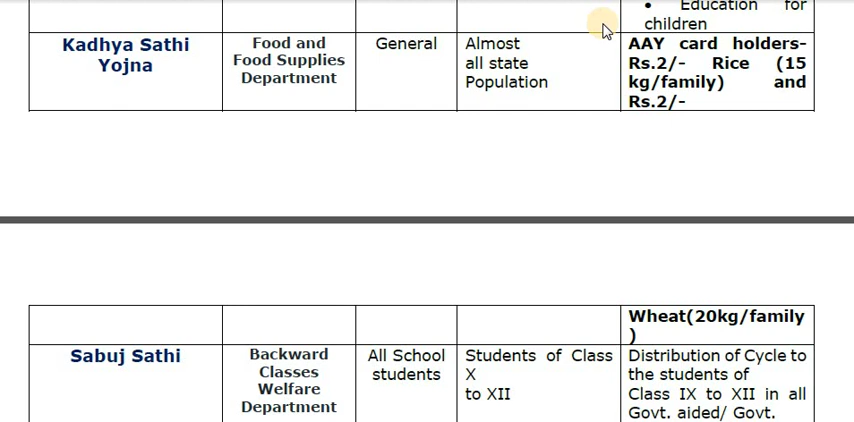 • Education for
children
Kadhya Sathi
Yojna
Food and
Food Supplies
Department
General
Almost
all state
Population
AAY card holders-
Rs.2/- Rice (15
kg/family) and
Rs.2/-
Wheat(20kg/family
)
Sabuj Sathi
Backward
Classes
Welfare
Department
All School
students
Students of Class
X
to XII
Distribution of Cycle to
the students of
Class IX to XII in all
Govt. aided/ Govt.